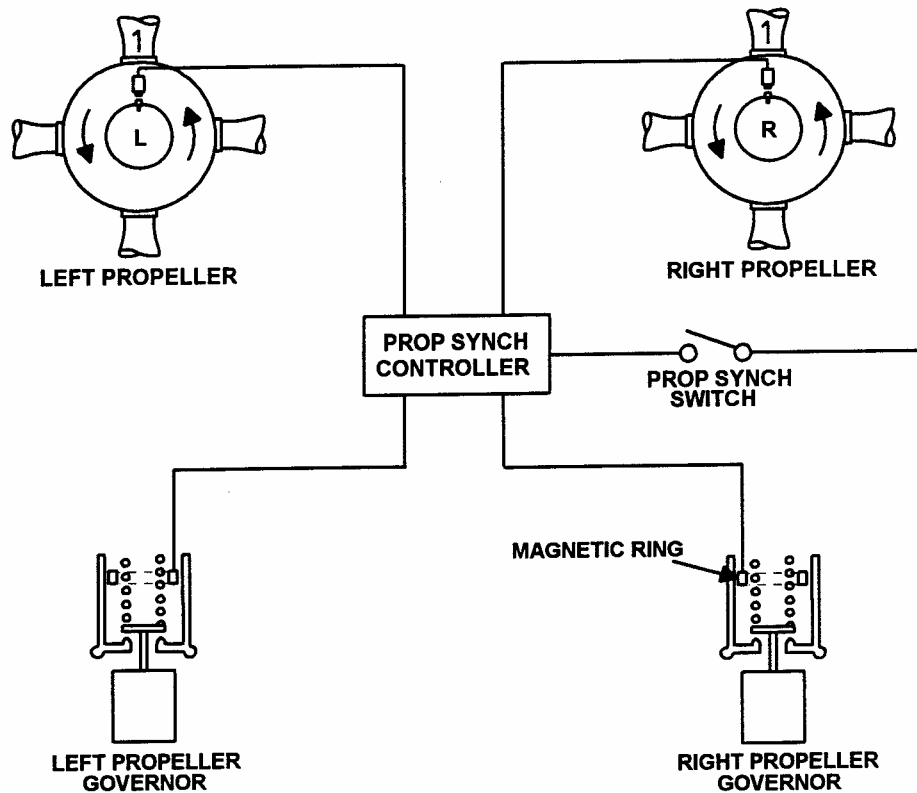 1
1
L
R
LEFT PROPELLER
RIGHT PROPELLER
PROP SYNCH
CONTROLLER
PROP SYNCH
SWITCH
MAGNETIC RING
LEFT PROPELLER
GOVERNOR
RIGHT PROPELLER
GOVERNOR